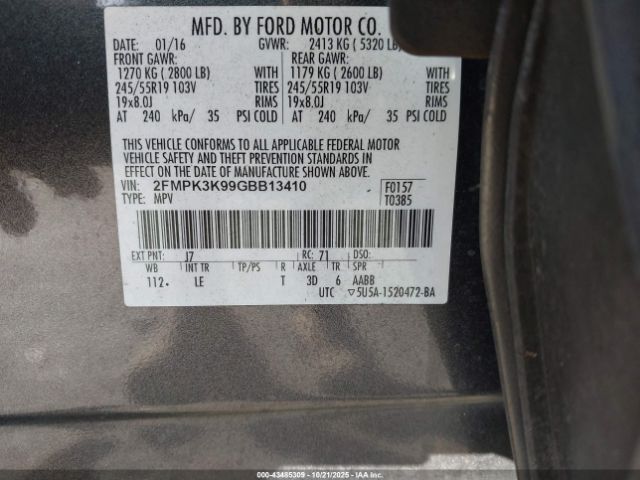 MFD. BY FORD MOTOR CO.
DATE: 01/16 GVWR: 2413 KG ( 5320 LB)
FRONT GAWR: REAR GAWR:
1270 KG ( 2800 LB) WITH 1179 KG ( 2600 LB) WITH
245/55R19 103V TIRES 245/55R19 103V TIRES
19x8.0J RIMS 19x8.0J RIMS
AT 240 kPa/ 35 PSI COLD AT 240 kPa/ 35 PSI COLD
THIS VEHICLE CONFORMS TO ALL APPLICABLE FEDERAL MOTOR
VEHICLE SAFETY AND THEFT PREVENTION STANDARDS IN
EFFECT ON THE DATE OF MANUFACTURE SHOWN ABOVE.
VIN: 2FMPK3K99GBB13410 F0157
TYPE: MPV T0385
EXT PNT: J7 RC: 71 DSO:
WB INT TR TP/PS R AXLE TR SPR
112. LE T 3D 6 AABB
UTC ▽5U5A-1520472-BA
00-43485309 - 10/21/2025 - IAAI.COM